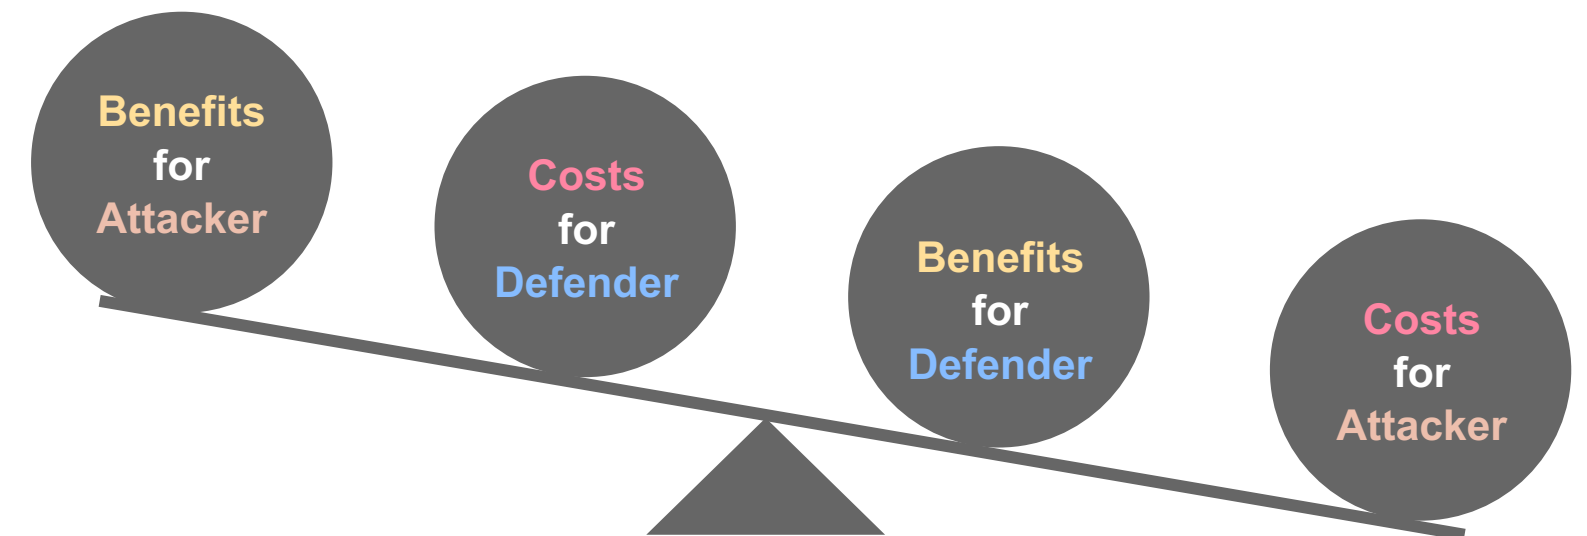 Benefits
for
Attacker
Costs
for
Defender
Benefits
for
Defender
Costs
for
Attacker